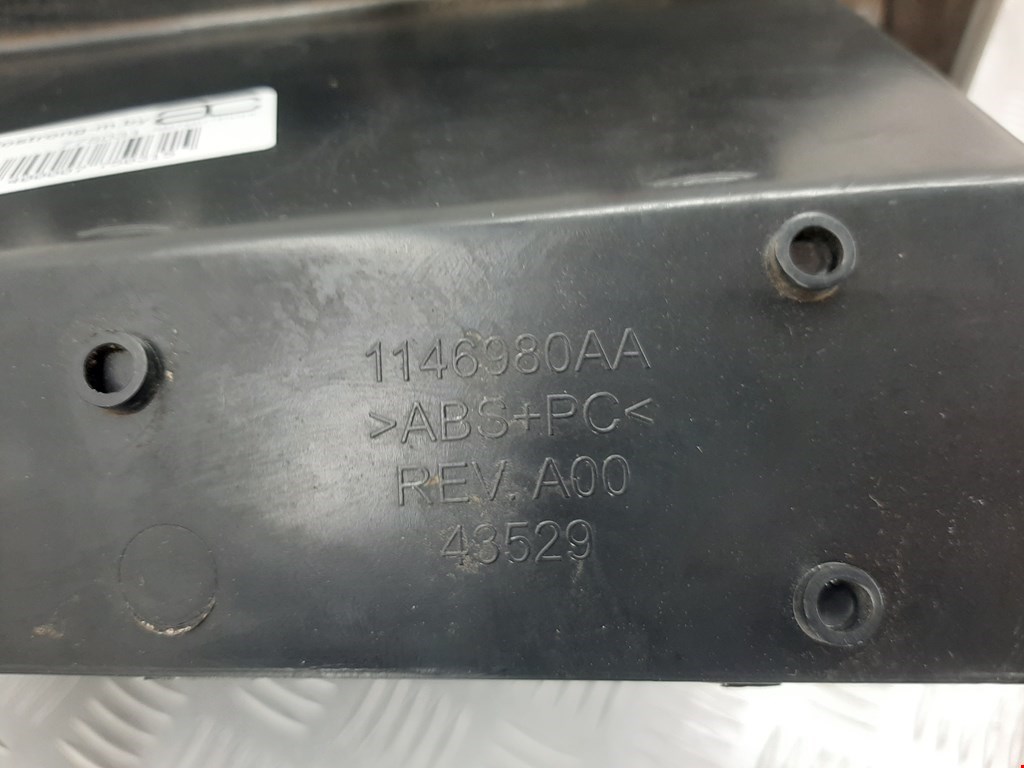 1146980AA
>ABS+PC<
REV. A00
48529